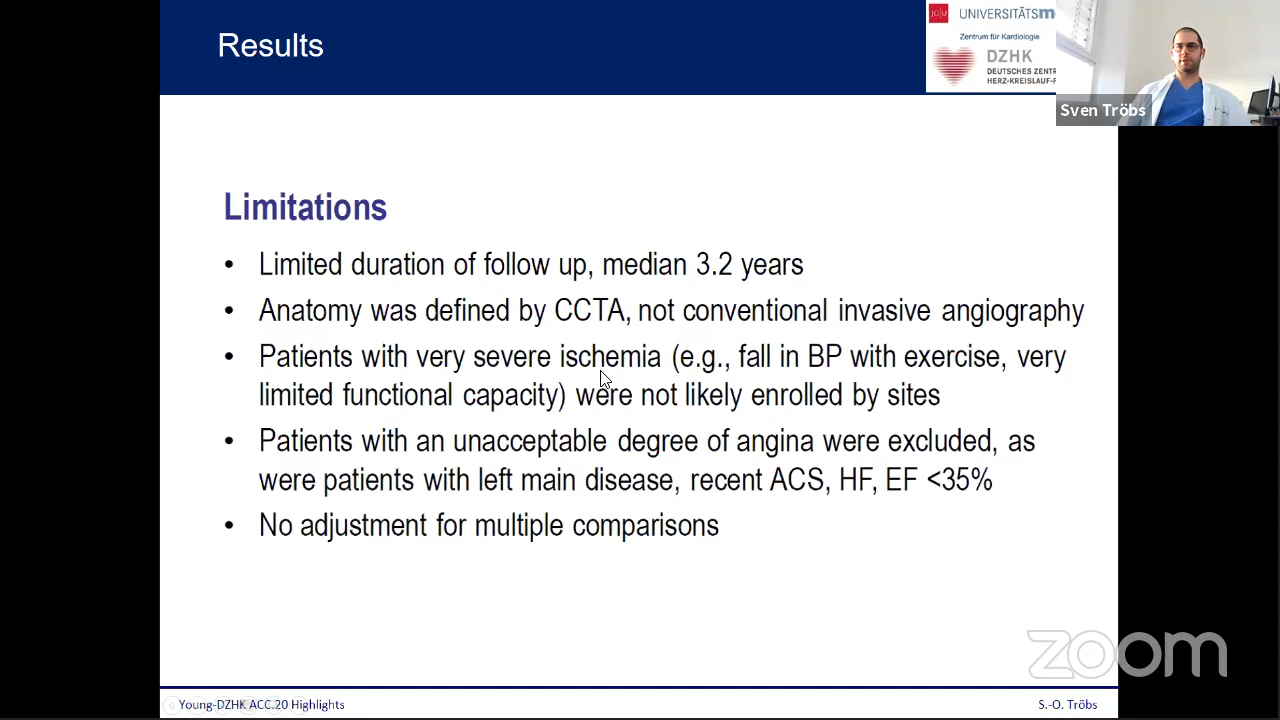 Results
JG|U UNIVERSITÄTSm
Zentrum für Kardiologie
DZHK
DEUTSCHES ZENTR
HERZ-KREISLAUF-F
Sven Tröbs
Limitations
• Limited duration of follow up, median 3.2 years
• Anatomy was defined by CCTA, not conventional invasive angiography
• Patients with very severe ischemia (e.g., fall in BP with exercise, very
limited functional capacity) were not likely enrolled by sites
• Patients with an unacceptable degree of angina were excluded, as
were patients with left main disease, recent ACS, HF, EF <35%
• No adjustment for multiple comparisons
zoom
Young-DZHK ACC.20 Highlights
S.-O. Tröbs